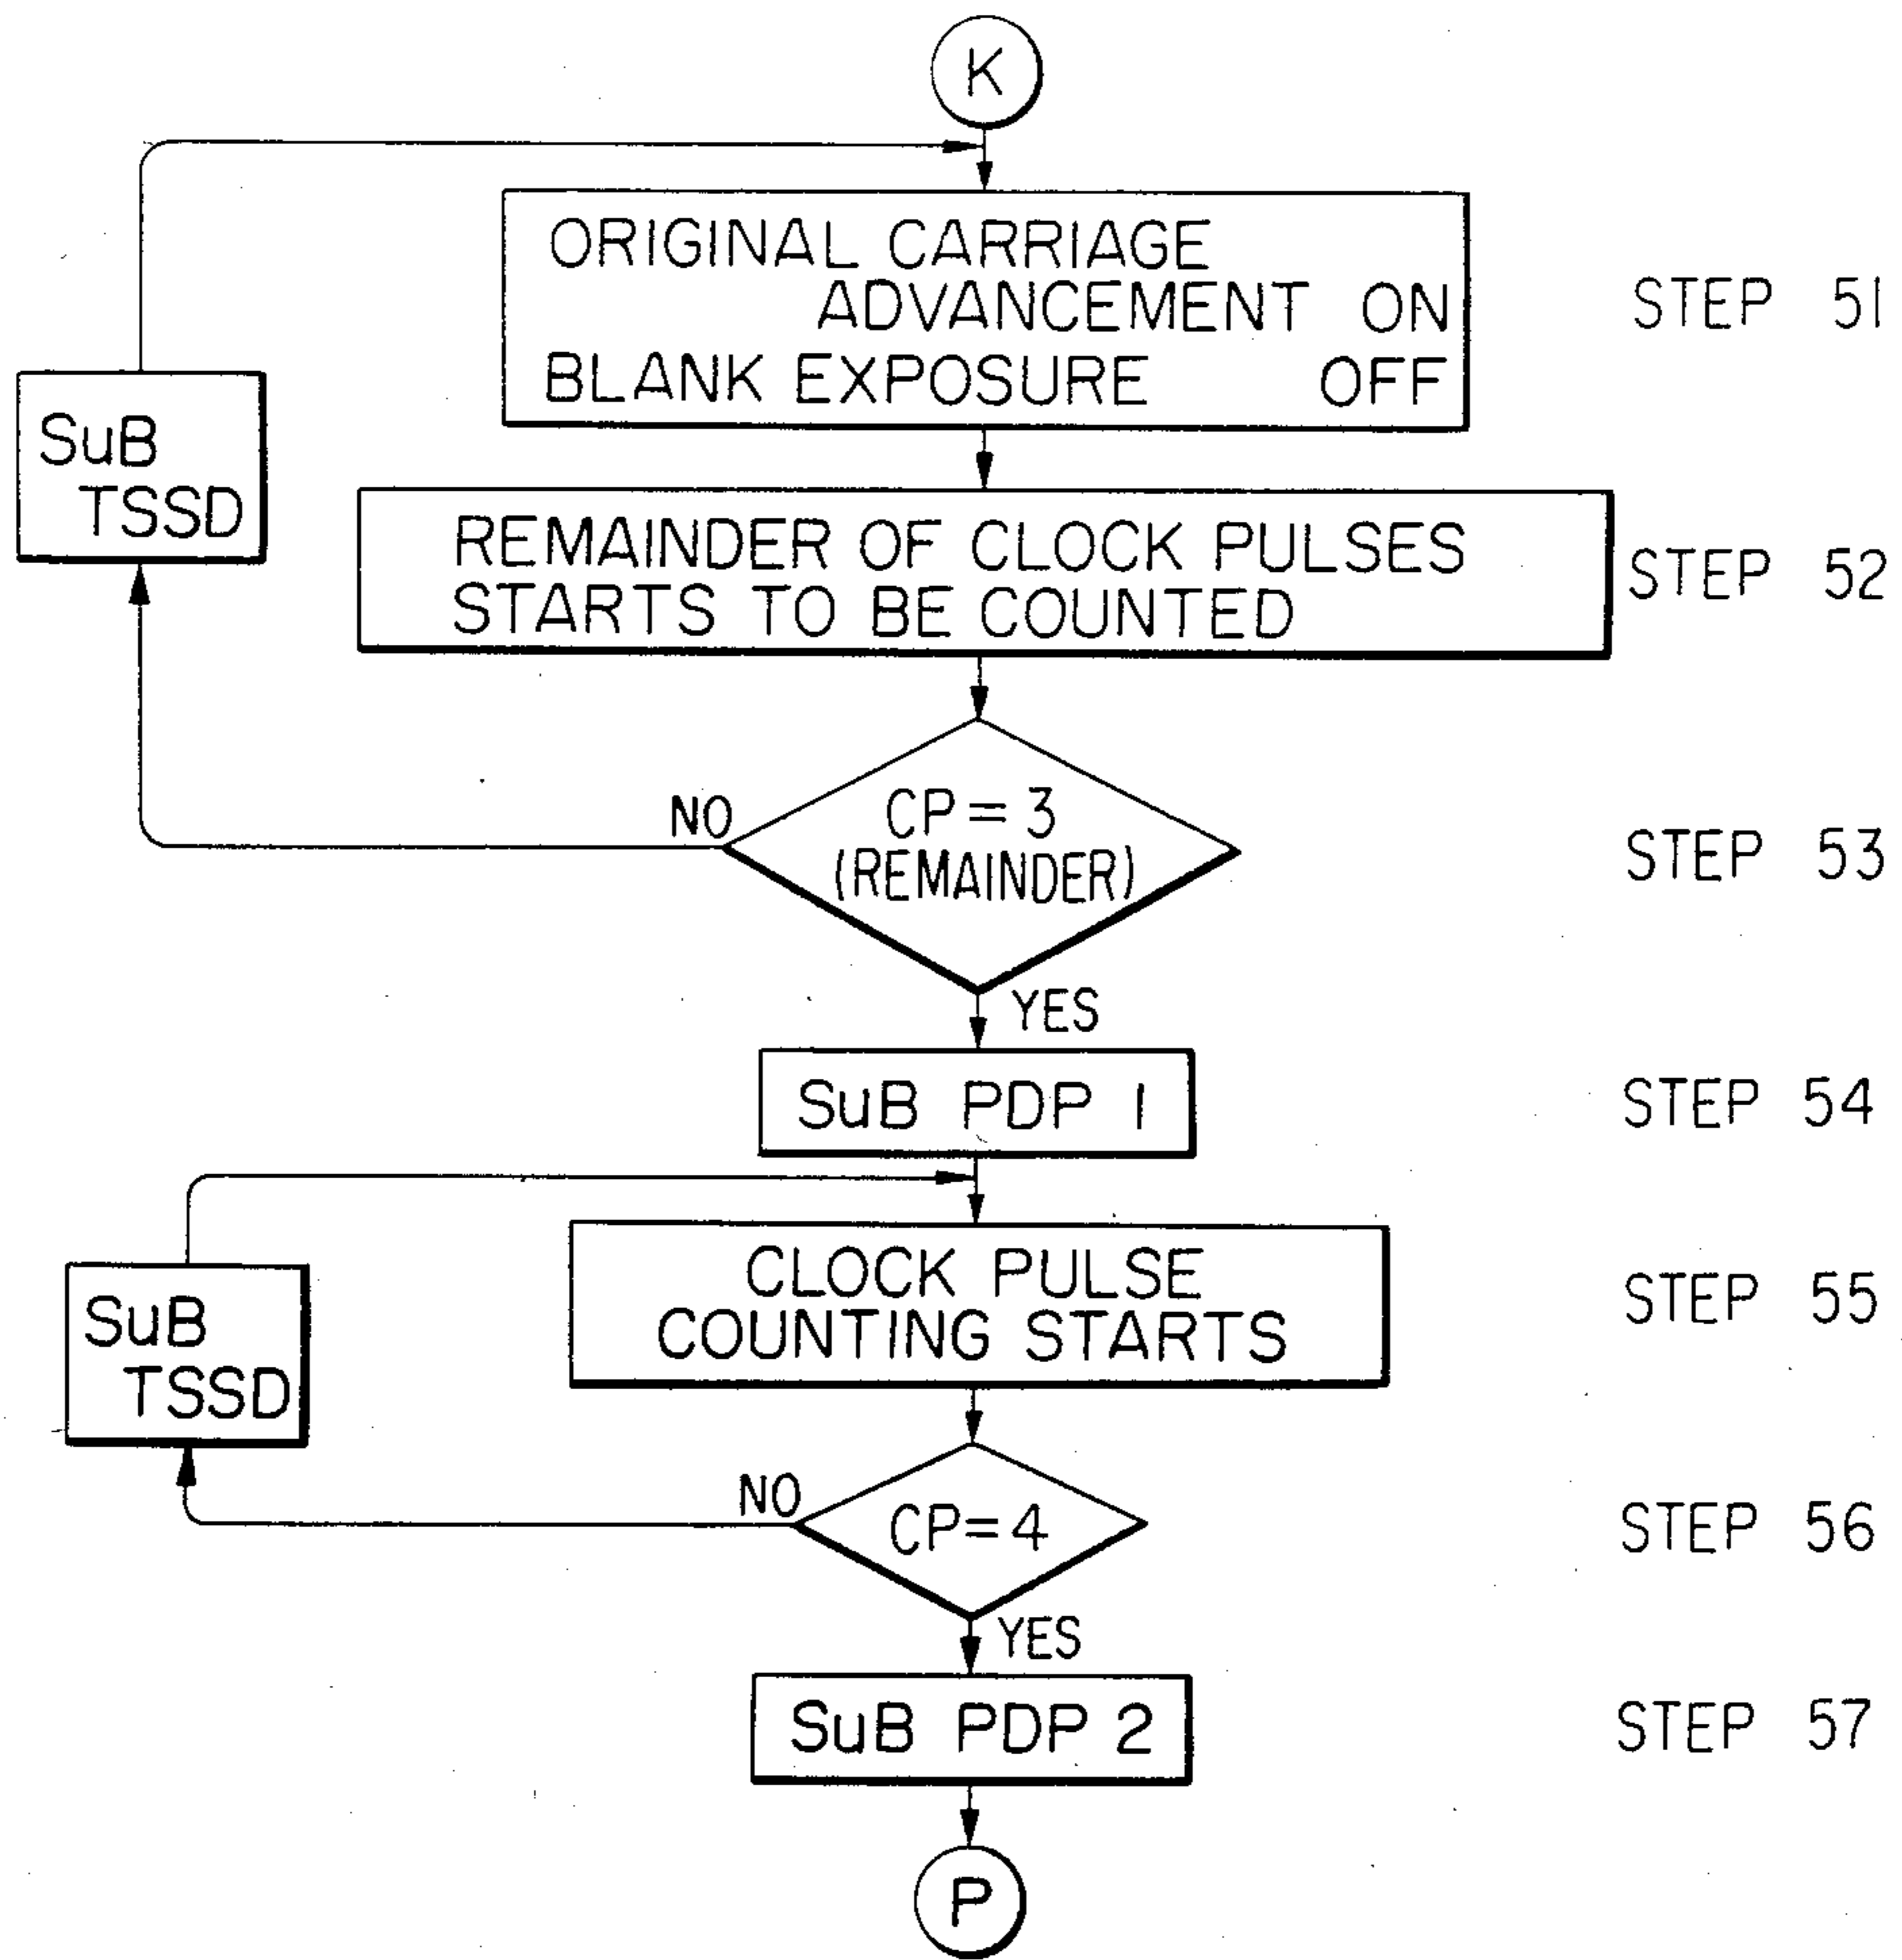 K
ORIGINAL CARRIAGE
ADVANCEMENT ON
BLANK EXPOSURE OFF
STEP 51
SuB
TSSD
REMAINDER OF CLOCK PULSES
STARTS TO BE COUNTED
STEP 52
NO
CP=3
(REMAINDER)
STEP 53
YES
SuB PDP 1
STEP 54
CLOCK PULSE
COUNTING STARTS
STEP 55
SuB
TSSD
NO
CP=4
STEP 56
YES
SuB PDP 2
STEP 57
P